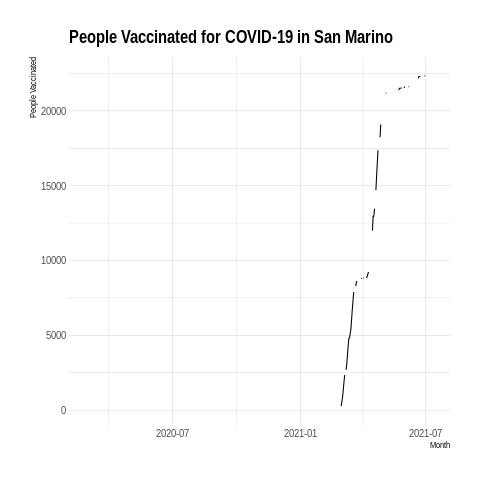 People Vaccinated for COVID-19 in San Marino
People Vaccinated
20000
15000
10000
5000
0
2020-07
2021-01
2021-07
Month